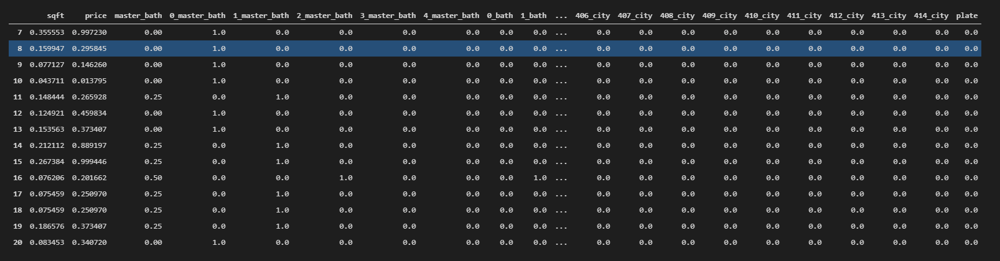 sqft price master_bath 0_master_bath 1_master_bath 2_master_bath 3_master_bath 4_master_bath 0_bath 1_bath ... 406_city 407_city 408_city 409_city 410_city 411_city 412_city 413_city 414_city plate
7 0.355553 0.997230 0.00 1.0 0.0 0.0 0.0 0.0 0.0 0.0 ... 0.0 0.0 0.0 0.0 0.0 0.0 0.0 0.0 0.0 0.0
8 0.159947 0.295845 0.00 1.0 0.0 0.0 0.0 0.0 0.0 0.0 ... 0.0 0.0 0.0 0.0 0.0 0.0 0.0 0.0 0.0 0.0
9 0.077127 0.146260 0.00 1.0 0.0 0.0 0.0 0.0 0.0 0.0 ... 0.0 0.0 0.0 0.0 0.0 0.0 0.0 0.0 0.0 0.0
10 0.043711 0.013795 0.00 1.0 0.0 0.0 0.0 0.0 0.0 0.0 ... 0.0 0.0 0.0 0.0 0.0 0.0 0.0 0.0 0.0 0.0
11 0.148444 0.265928 0.25 0.0 1.0 0.0 0.0 0.0 0.0 0.0 ... 0.0 0.0 0.0 0.0 0.0 0.0 0.0 0.0 0.0 0.0
12 0.124921 0.459834 0.00 1.0 0.0 0.0 0.0 0.0 0.0 0.0 ... 0.0 0.0 0.0 0.0 0.0 0.0 0.0 0.0 0.0 0.0
13 0.153563 0.373407 0.00 1.0 0.0 0.0 0.0 0.0 0.0 0.0 ... 0.0 0.0 0.0 0.0 0.0 0.0 0.0 0.0 0.0 0.0
14 0.212112 0.889197 0.25 0.0 1.0 0.0 0.0 0.0 0.0 0.0 ... 0.0 0.0 0.0 0.0 0.0 0.0 0.0 0.0 0.0 0.0
15 0.267384 0.999446 0.25 0.0 1.0 0.0 0.0 0.0 0.0 0.0 ... 0.0 0.0 0.0 0.0 0.0 0.0 0.0 0.0 0.0 0.0
16 0.076206 0.201662 0.50 0.0 0.0 1.0 0.0 0.0 0.0 1.0 ... 0.0 0.0 0.0 0.0 0.0 0.0 0.0 0.0 0.0 0.0
17 0.075459 0.250970 0.25 0.0 1.0 0.0 0.0 0.0 0.0 0.0 ... 0.0 0.0 0.0 0.0 0.0 0.0 0.0 0.0 0.0 0.0
18 0.075459 0.250970 0.25 0.0 1.0 0.0 0.0 0.0 0.0 0.0 ... 0.0 0.0 0.0 0.0 0.0 0.0 0.0 0.0 0.0 0.0
19 0.186576 0.373407 0.25 0.0 1.0 0.0 0.0 0.0 0.0 0.0 ... 0.0 0.0 0.0 0.0 0.0 0.0 0.0 0.0 0.0 0.0
20 0.083453 0.340720 0.00 1.0 0.0 0.0 0.0 0.0 0.0 0.0 ... 0.0 0.0 0.0 0.0 0.0 0.0 0.0 0.0 0.0 0.0